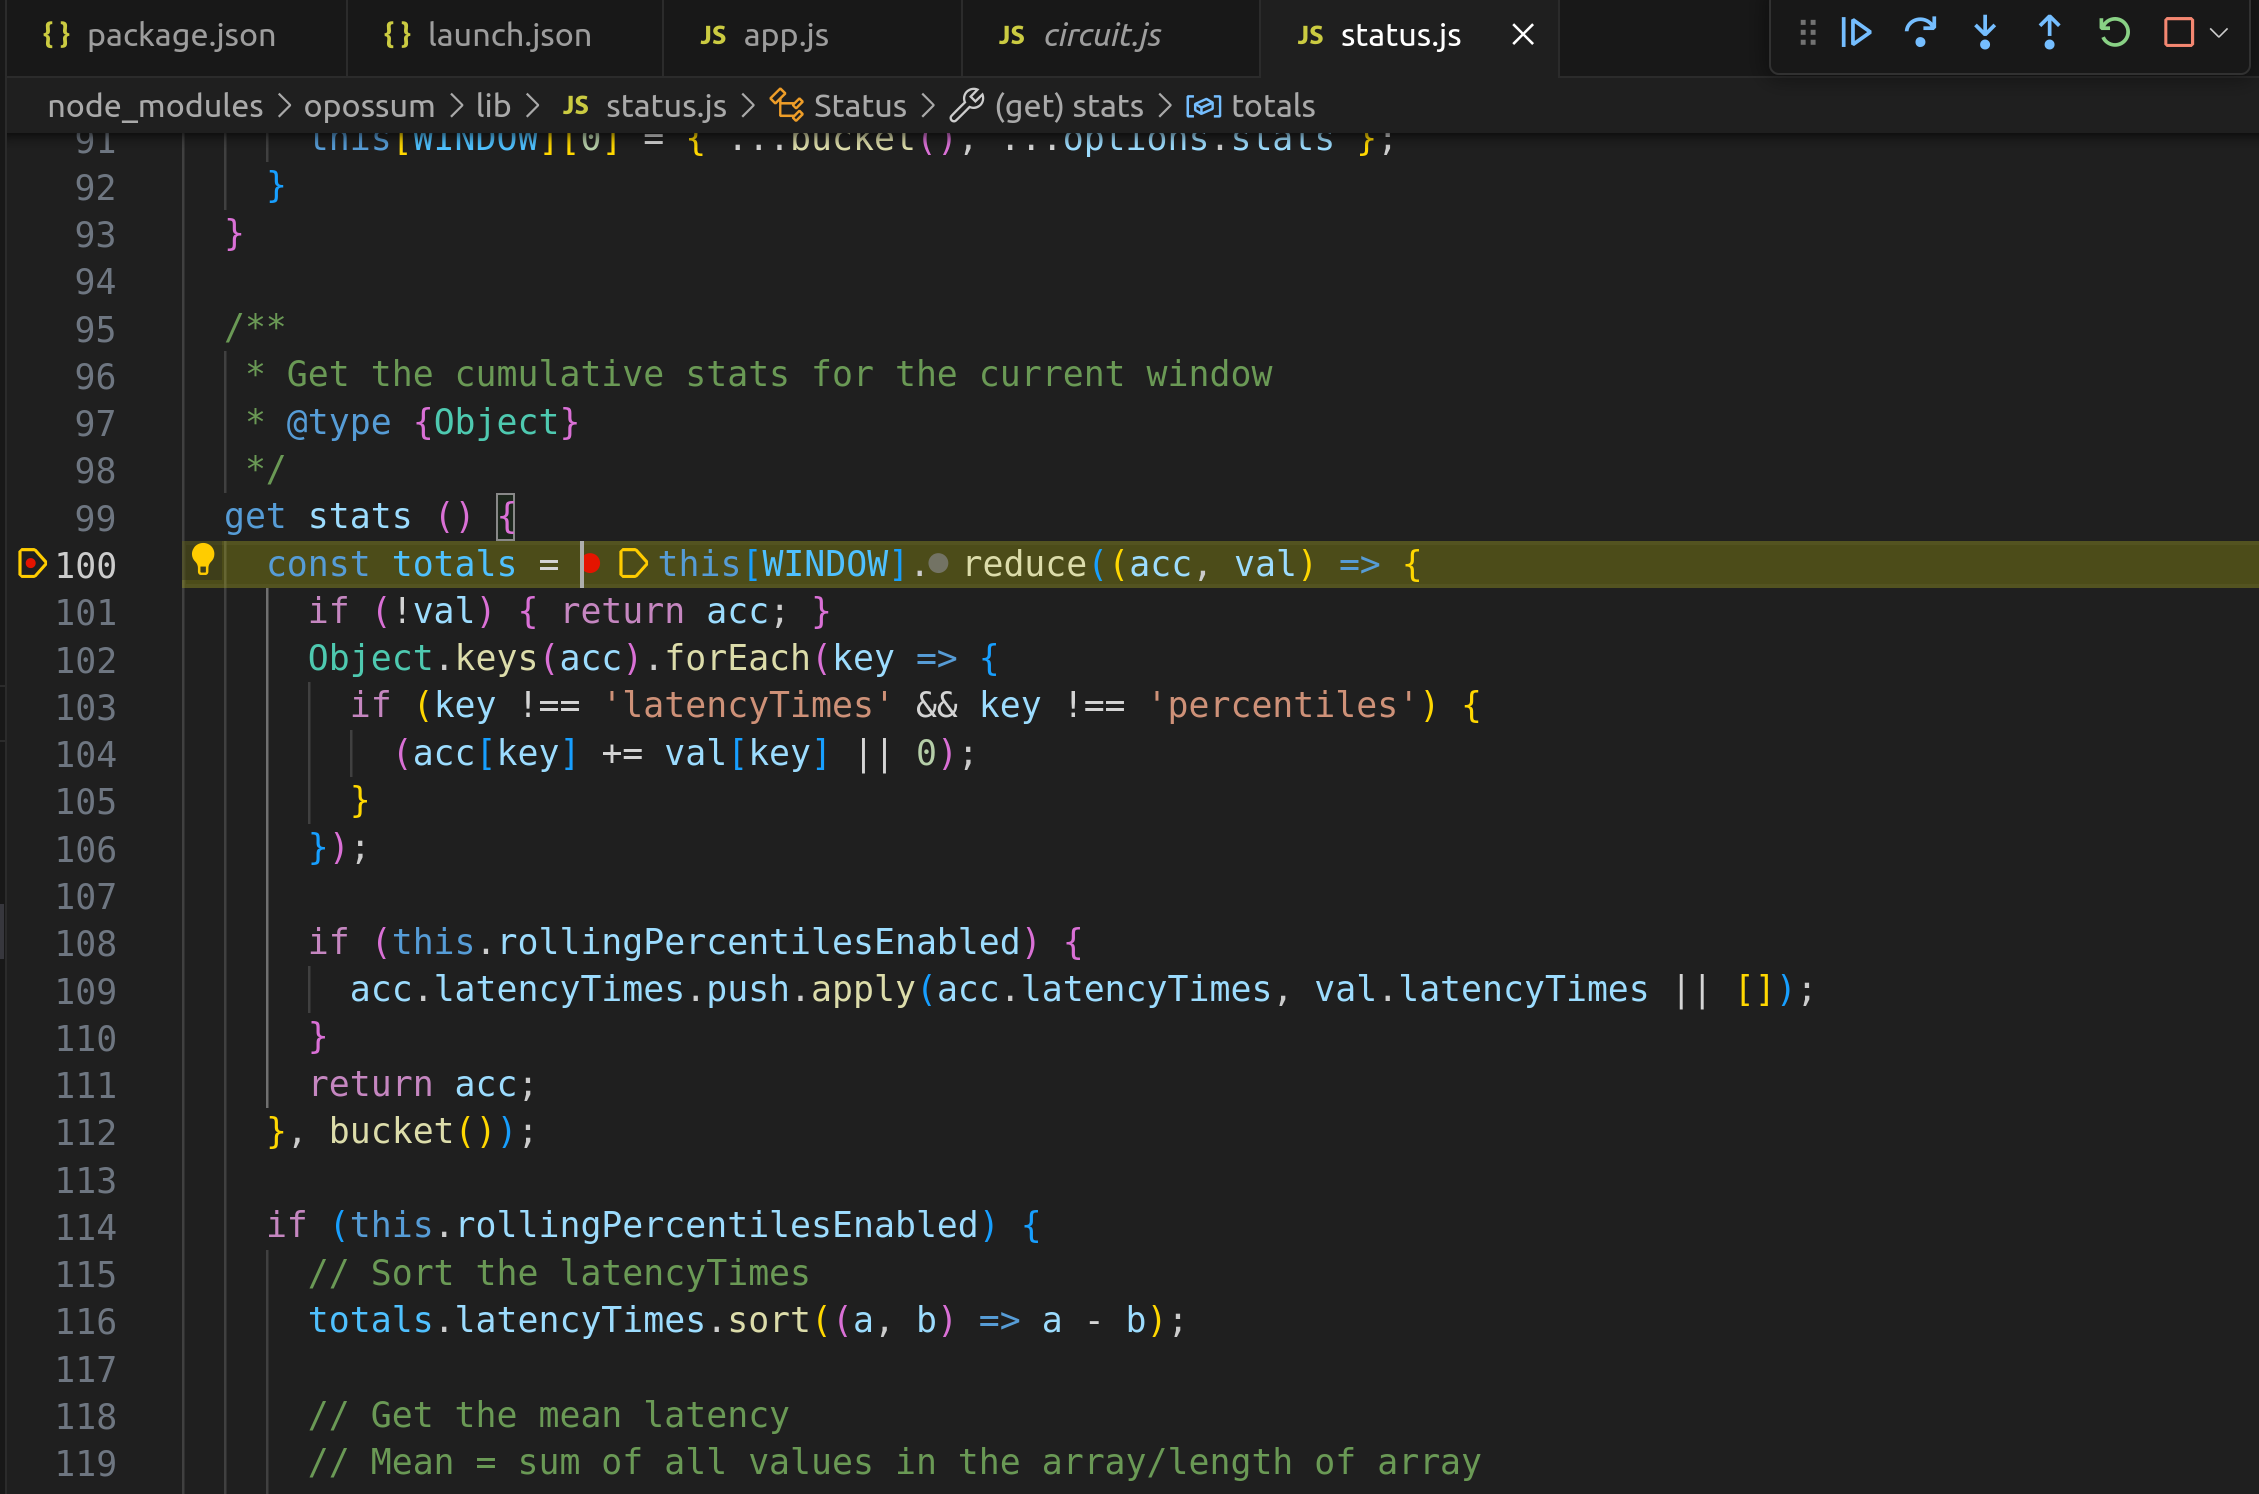 {} package.json {} launch.json JS app.js JS circuit.js JS status.js
node_modules > opossum > lib > JS status.js > Status > (get) stats > totals
91 this[WINDOW][0] = { ...bucket(), ...options.stats };
92 }
93 }
94
95 /**
96 * Get the cumulative stats for the current window
97 * @type {Object}
98 */
99 get stats () {
100 const totals = this[WINDOW].reduce((acc, val) => {
101 if (!val) { return acc; }
102 Object.keys(acc).forEach(key => {
103 if (key !== 'latencyTimes' && key !== 'percentiles') {
104 (acc[key] += val[key] || 0);
105 }
106 });
107
108 if (this.rollingPercentilesEnabled) {
109 acc.latencyTimes.push.apply(acc.latencyTimes, val.latencyTimes || []);
110 }
111 return acc;
112 }, bucket());
113
114 if (this.rollingPercentilesEnabled) {
115 // Sort the latencyTimes
116 totals.latencyTimes.sort((a, b) => a - b);
117
118 // Get the mean latency
119 // Mean = sum of all values in the array/length of array